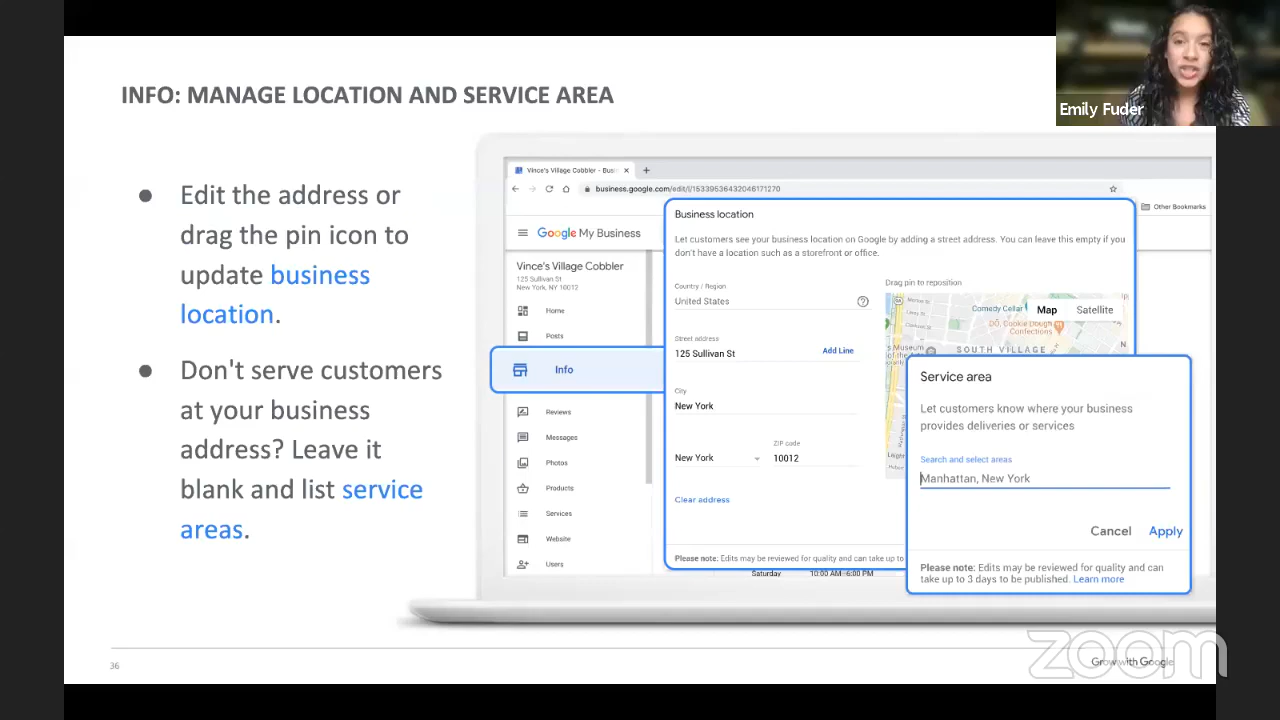 Emily Fuder
INFO: MANAGE LOCATION AND SERVICE AREA
● Edit the address or
drag the pin icon to
update business
location.
● Don't serve customers
at your business
address? Leave it
blank and list service
areas.
Vince's Village Cobbler - Busi
business.google.com/edit/l/15339536432046171270
Other Bookmarks
Google My Business
Vince's Village Cobbler
125 Sullivan St
New York, NY 10012
Home
Posts
Info
Reviews
Messages
Photos
Products
Services
Website
Users
Business location
Let customers see your business location on Google by adding a street address. You can leave this empty if you
don't have a location such as a storefront or office.
Country / Region
United States
Street address
125 Sullivan St
Add Line
City
New York
New York
ZIP code
10012
Clear address
Please note: Edits may be reviewed for quality and can take up to
Saturday 10:00 AM–6:00 PM
Drag pin to reposition
Comedy Cellar
Map Satellite
DŌ, Cookie Dough
Confections
SOUTH VILLAGE
Service area
Let customers know where your business
provides deliveries or services
Search and select areas
Manhattan, New York
Cancel Apply
Please note: Edits may be reviewed for quality and can
take up to 3 days to be published. Learn more
36
Grow with Google
zoom